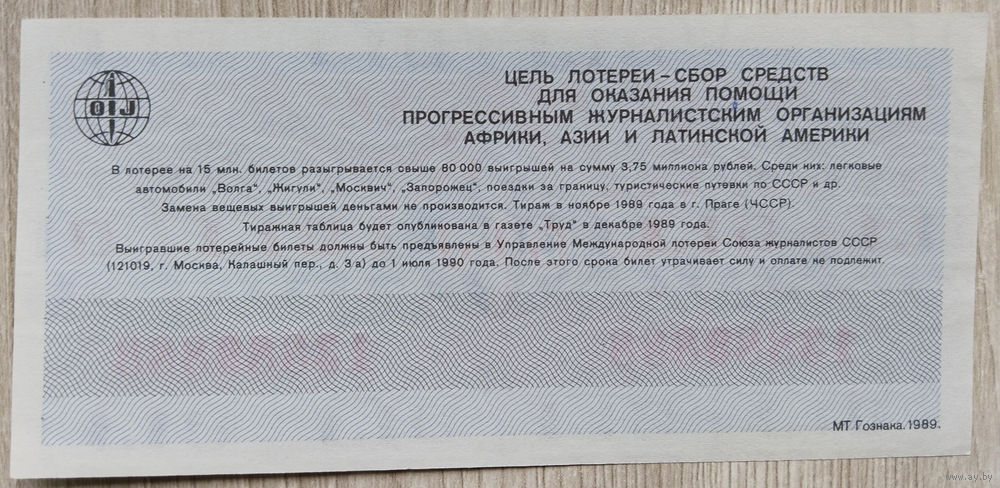 OIJ
ЦЕЛЬ ЛОТЕРЕИ – СБОР СРЕДСТВ
ДЛЯ ОКАЗАНИЯ ПОМОЩИ
ПРОГРЕССИВНЫМ ЖУРНАЛИСТСКИМ ОРГАНИЗАЦИЯМ
АФРИКИ, АЗИИ И ЛАТИНСКОЙ АМЕРИКИ
В лотерее на 15 млн. билетов разыгрывается свыше 80 000 выигрышей на сумму 3,75 миллиона рублей. Среди них: легковые
автомобили „Волга“, „Жигули“, „Москвич“, „Запорожец“, поездки за границу, туристические путевки по СССР и др.
Замена вещевых выигрышей деньгами не производится. Тираж в ноябре 1989 года в г. Праге (ЧССР).
Тиражная таблица будет опубликована в газете „Труд“ в декабре 1989 года.
Выигравшие лотерейные билеты должны быть предъявлены в Управление Международной лотереи Союза журналистов СССР
(121019, г. Москва, Калашный пер., д. 3 а) до 1 июля 1990 года. После этого срока билет утрачивает силу и оплате не подлежит.
МТ Гознака. 1989.
www.ay.by